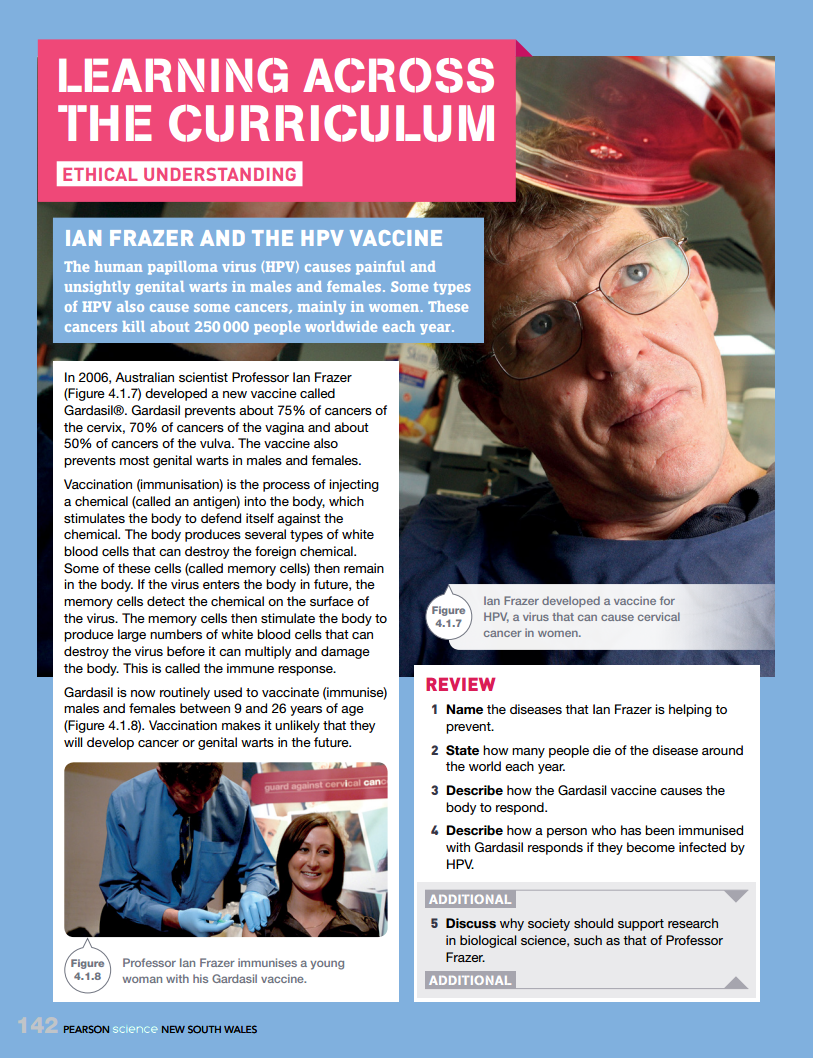 LEARNING ACROSS
THE CURRICULUM
ETHICAL UNDERSTANDING
IAN FRAZER AND THE HPV VACCINE
The human papilloma virus (HPV) causes painful and
unsightly genital warts in males and females. Some types
of HPV also cause some cancers, mainly in women. These
cancers kill about 250 000 people worldwide each year.
In 2006, Australian scientist Professor Ian Frazer
(Figure 4.1.7) developed a new vaccine called
Gardasil®. Gardasil prevents about 75% of cancers of
the cervix, 70% of cancers of the vagina and about
50% of cancers of the vulva. The vaccine also
prevents most genital warts in males and females.
Vaccination (immunisation) is the process of injecting
a chemical (called an antigen) into the body, which
stimulates the body to defend itself against the
chemical. The body produces several types of white
blood cells that can destroy the foreign chemical.
Some of these cells (called memory cells) then remain
in the body. If the virus enters the body in future, the
memory cells detect the chemical on the surface of
the virus. The memory cells then stimulate the body to
produce large numbers of white blood cells that can
destroy the virus before it can multiply and damage
the body. This is called the immune response.
Gardasil is now routinely used to vaccinate (immunise)
males and females between 9 and 26 years of age
(Figure 4.1.8). Vaccination makes it unlikely that they
will develop cancer or genital warts in the future.
guard against cervical canc
Figure
4.1.8
Professor Ian Frazer immunises a young
woman with his Gardasil vaccine.
Figure
4.1.7
Ian Frazer developed a vaccine for
HPV, a virus that can cause cervical
cancer in women.
REVIEW
1 Name the diseases that Ian Frazer is helping to
prevent.
2 State how many people die of the disease around
the world each year.
3 Describe how the Gardasil vaccine causes the
body to respond.
4 Describe how a person who has been immunised
with Gardasil responds if they become infected by
HPV.
ADDITIONAL
5 Discuss why society should support research
in biological science, such as that of Professor
Frazer.
ADDITIONAL
142 PEARSON science NEW SOUTH WALES